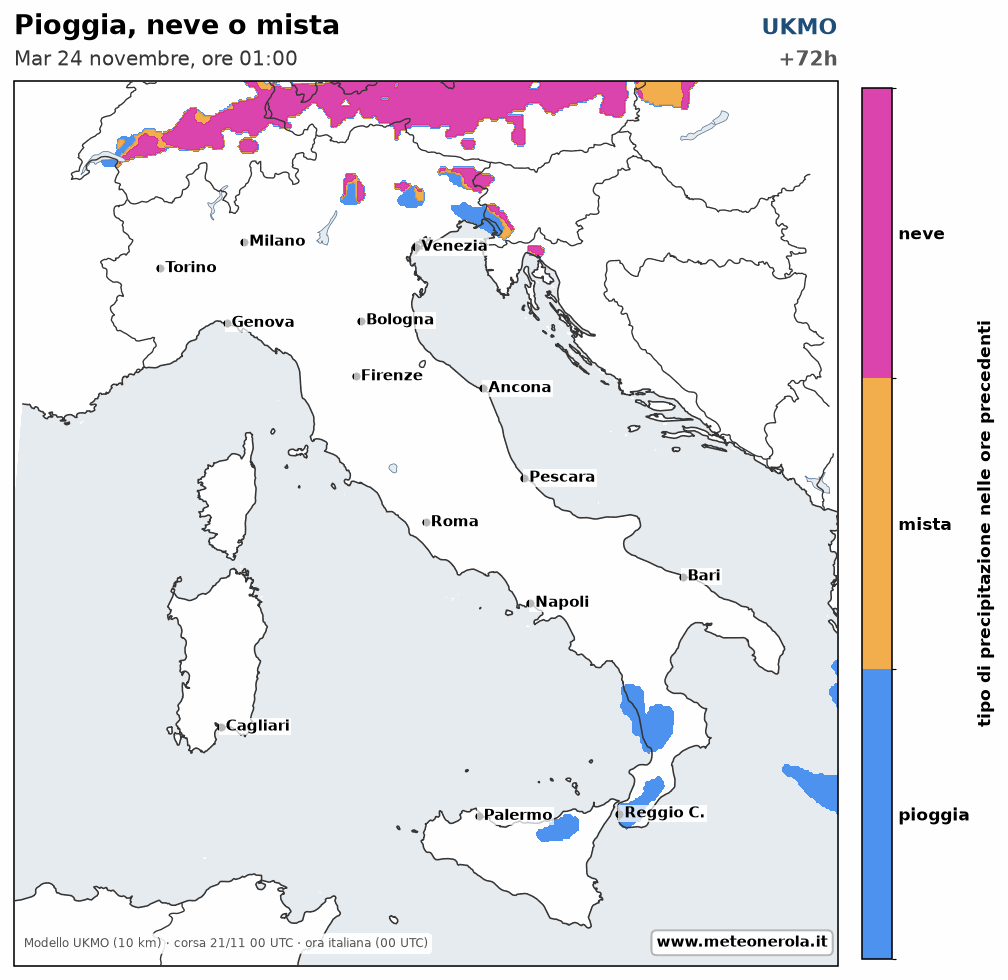 Pioggia, neve o mista
UKMO
Mar 24 novembre, ore 01:00
+72h
Milano
Venezia
Torino
Genova
Bologna
Firenze
Ancona
Pescara
Roma
Bari
Napoli
Cagliari
Palermo
Reggio C.
neve
mista
pioggia
tipo di precipitazione nelle ore precedenti
Modello UKMO (10 km) · corsa 21/11 00 UTC · ora italiana (00 UTC)
www.meteonerola.it